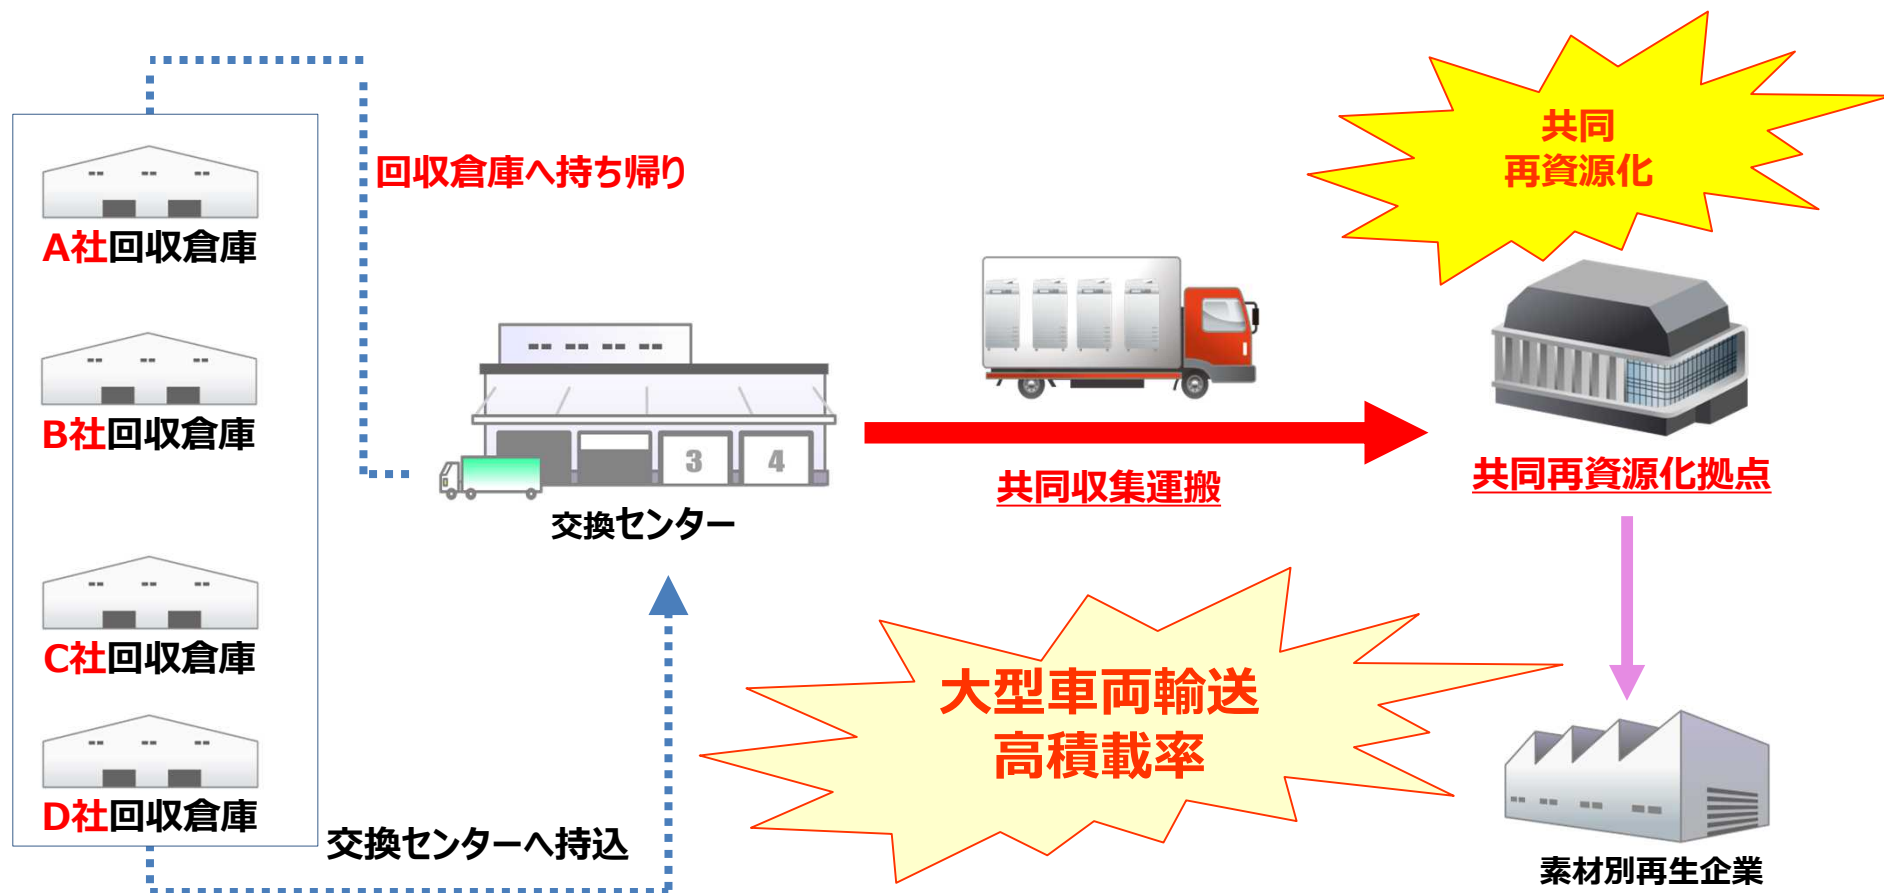 共同
再資源化
回収倉庫へ持ち帰り
A社回収倉庫
B社回収倉庫
3 4
共同収集運搬
共同再資源化拠点
交換センター
C社回収倉庫
大型車両輸送
高積載率
D社回収倉庫
交換センターへ持込
素材別再生企業